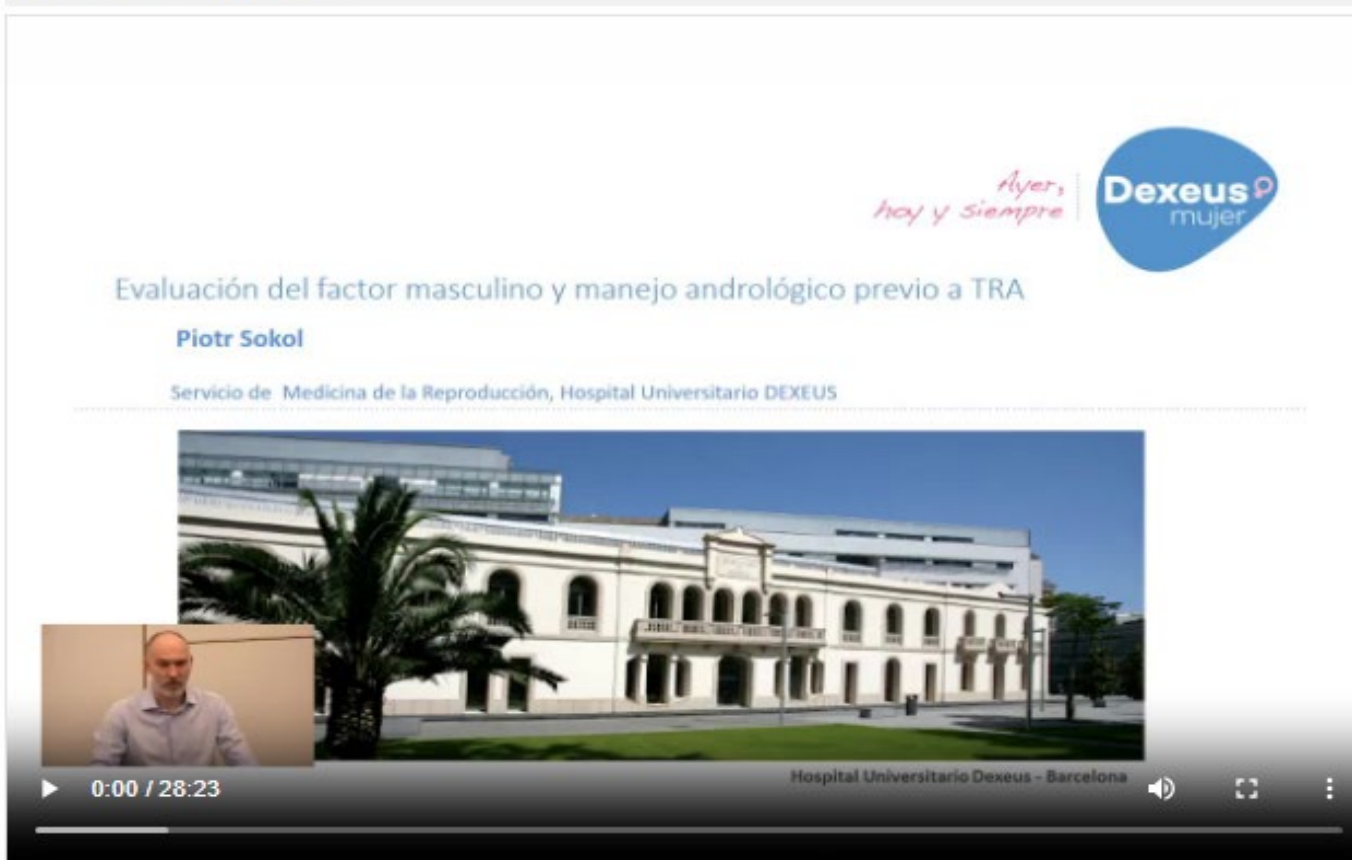 Ayer,
hoy y siempre
Dexeus
mujer
Evaluación del factor masculino y manejo andrológico previo a TRA
Piotr Sokol
Servicio de Medicina de la Reproducción, Hospital Universitario DEXEUS
Hospital Universitario Dexeus - Barcelona
0:00 / 28:23